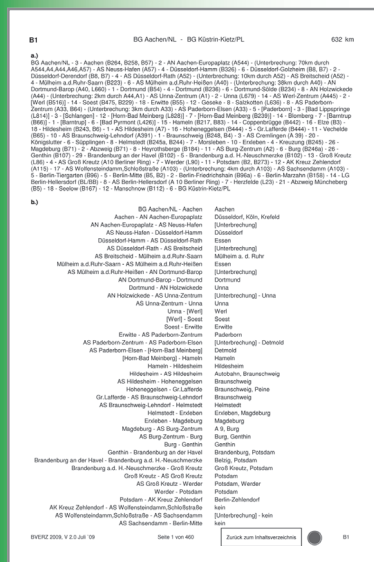 B1
BG Aachen/NL - BG Küstrin-Kietz/PL
632 km
a.)
BG Aachen/NL - 3 - Aachen (B264, B258, B57) - 2 - AN Aachen-Europaplatz (A544) - (Unterbrechung: 70km durch
A544,A4,A44,A46,A57) - AS Neuss-Hafen (A57) - 4 - Düsseldorf-Hamm (B326) - 6 - Düsseldorf-Golzheim (B6, B7) - 2 -
Düsseldorf-Derendorf (B8, B7) - 4 - AS Düsseldorf-Rath (A52) - (Unterbrechung: 10km durch A52) - AS Breitscheid (A52) -
4 - Mülheim a.d.Ruhr-Saarn (B223) - 6 - AS Mülheim a.d.Ruhr-Heißen (A40) - (Unterbrechung: 38km durch A40) - AN
Dortmund-Barop (A40, L660) - 1 - Dortmund (B54) - 4 - Dortmund (B236) - 6 - Dortmund-Sölde (B234) - 8 - AN Holzwickede
(A44) - (Unterbrechung: 2km durch A44,A1) - AS Unna-Zentrum (A1) - 2 - Unna (L679) - 14 - AS Werl-Zentrum (A445) - 2 -
[Werl (B516)] - 14 - Soest (B475, B229) - 18 - Erwitte (B55) - 12 - Geseke - 8 - Salzkotten (L636) - 8 - AS Paderborn-
Zentrum (A33, B64) - (Unterbrechung: 3km durch A33) - AS Paderborn-Elsen (A33) - 5 - [Paderborn] - 3 - [Bad Lippspringe
(L814)] - 3 - [Schlangen] - 12 - [Horn-Bad Meinberg (L828)] - 7 - [Horn-Bad Meinberg (B239)] - 14 - Blomberg - 7 - [Barntrup
(B66)] - 1 - [Barntrup] - 6 - [Bad Pyrmont (L426)] - 15 - Hameln (B217, B83) - 14 - Coppenbrügge (B442) - 16 - Elze (B3) -
18 - Hildesheim (B243, B6) - 1 - AS Hildesheim (A7) - 16 - Hoheneggelsen (B444) - 5 - Gr.Lafferde (B444) - 11 - Vechelde
(B65) - 10 - AS Braunschweig-Lehndorf (A391) - 1 - Braunschweig (B248, B4) - 3 - AS Cremlingen (A 39) - 20 -
Königslutter - 6 - Süpplingen - 8 - Helmstedt (B245a, B244) - 7 - Morsleben - 10 - Erxleben - 4 - Kreuzung (B245) - 26 -
Magdeburg (B71) - 2 - Abzweig (B71) - 8 - Heyrothsberge (B184) - 11 - AS Burg-Zentrum (A2) - 6 - Burg (B246a) - 26 -
Genthin (B107) - 29 - Brandenburg an der Havel (B102) - 5 - Brandenburg a.d. H.-Neuschmerzke (B102) - 13 - Groß Kreutz
(L86) - 4 - AS Groß Kreutz (A10 Berliner Ring) - 7 - Werder (L90) - 11 - Potsdam (B2, B273) - 12 - AK Kreuz Zehlendorf
(A115) - 17 - AS Wolfensteindamm,Schloßstraße (A103) - (Unterbrechung: 4km durch A103) - AS Sachsendamm (A103) -
5 - Berlin-Tiergarten (B96) - 5 - Berlin-Mitte (B5, B2) - 2 - Berlin-Friedrichshain (B96a) - 6 - Berlin-Marzahn (B158) - 14 - LG
Berlin-Hellersdorf (BL/BB) - 8 - AS Berlin-Hellersdorf (A 10 Berliner Ring) - 7 - Herzfelde (L23) - 21 - Abzweig Müncheberg
(B5) - 18 - Seelow (B167) - 12 - Manschnow (B112) - 6 - BG Küstrin-Kietz/PL
b.)
BG Aachen/NL - Aachen Aachen
Aachen - AN Aachen-Europaplatz Düsseldorf, Köln, Krefeld
AN Aachen-Europaplatz - AS Neuss-Hafen [Unterbrechung]
AS Neuss-Hafen - Düsseldorf-Hamm Düsseldorf
Düsseldorf-Hamm - AS Düsseldorf-Rath Essen
AS Düsseldorf-Rath - AS Breitscheid [Unterbrechung]
AS Breitscheid - Mülheim a.d.Ruhr-Saarn Mülheim a. d. Ruhr
Mülheim a.d.Ruhr-Saarn - AS Mülheim a.d.Ruhr-Heißen Essen
AS Mülheim a.d.Ruhr-Heißen - AN Dortmund-Barop [Unterbrechung]
AN Dortmund-Barop - Dortmund Dortmund
Dortmund - AN Holzwickede Unna
AN Holzwickede - AS Unna-Zentrum [Unterbrechung] - Unna
AS Unna-Zentrum - Unna Unna
Unna - [Werl] Werl
[Werl] - Soest Soest
Soest - Erwitte Erwitte
Erwitte - AS Paderborn-Zentrum Paderborn
AS Paderborn-Zentrum - AS Paderborn-Elsen [Unterbrechung] - Detmold
AS Paderborn-Elsen - [Horn-Bad Meinberg] Detmold
[Horn-Bad Meinberg] - Hameln Hameln
Hameln - Hildesheim Hildesheim
Hildesheim - AS Hildesheim Autobahn, Braunschweig
AS Hildesheim - Hoheneggelsen Braunschweig
Hoheneggelsen - Gr.Lafferde Braunschweig, Peine
Gr.Lafferde - AS Braunschweig-Lehndorf Braunschweig
AS Braunschweig-Lehndorf - Helmstedt Helmstedt
Helmstedt - Erxleben Erxleben, Magdeburg
Erxleben - Magdeburg Magdeburg
Magdeburg - AS Burg-Zentrum A 9, Burg
AS Burg-Zentrum - Burg Burg, Genthin
Burg - Genthin Genthin
Genthin - Brandenburg an der Havel Brandenburg, Potsdam
Brandenburg an der Havel - Brandenburg a.d. H.-Neuschmerzke Belzig, Potsdam
Brandenburg a.d. H.-Neuschmerzke - Groß Kreutz Groß Kreutz, Potsdam
Groß Kreutz - AS Groß Kreutz Potsdam
AS Groß Kreutz - Werder Potsdam, Werder
Werder - Potsdam Potsdam
Potsdam - AK Kreuz Zehlendorf Berlin-Zehlendorf
AK Kreuz Zehlendorf - AS Wolfensteindamm,Schloßstraße kein
AS Wolfensteindamm,Schloßstraße - AS Sachsendamm [Unterbrechung] - kein
AS Sachsendamm - Berlin-Mitte kein
BVERZ 2009, V 2.0 Juli ´09
Seite 1 von 460
Zurück zum Inhaltsverzeichnis
B1